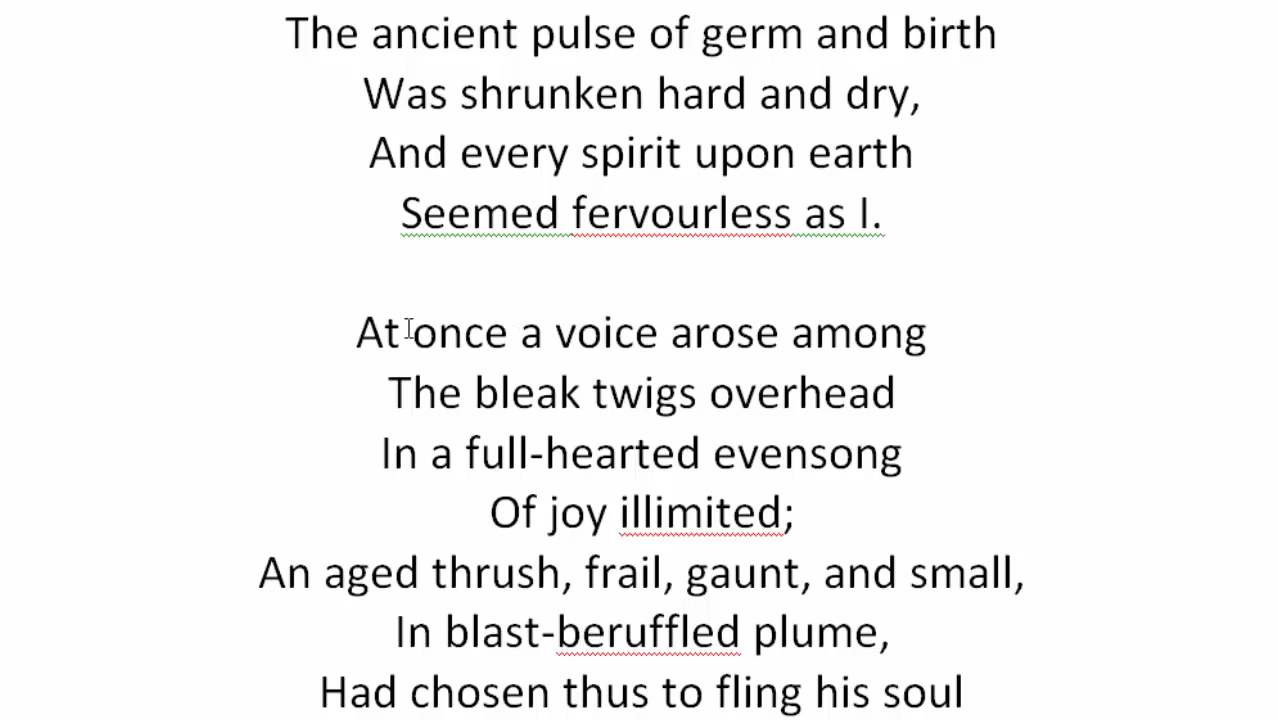 The ancient pulse of germ and birth
Was shrunken hard and dry,
And every spirit upon earth
Seemed fervourless as I.
At once a voice arose among
The bleak twigs overhead
In a full-hearted evensong
Of joy illimited;
An aged thrush, frail, gaunt, and small,
In blast-beruffled plume,
Had chosen thus to fling his soul